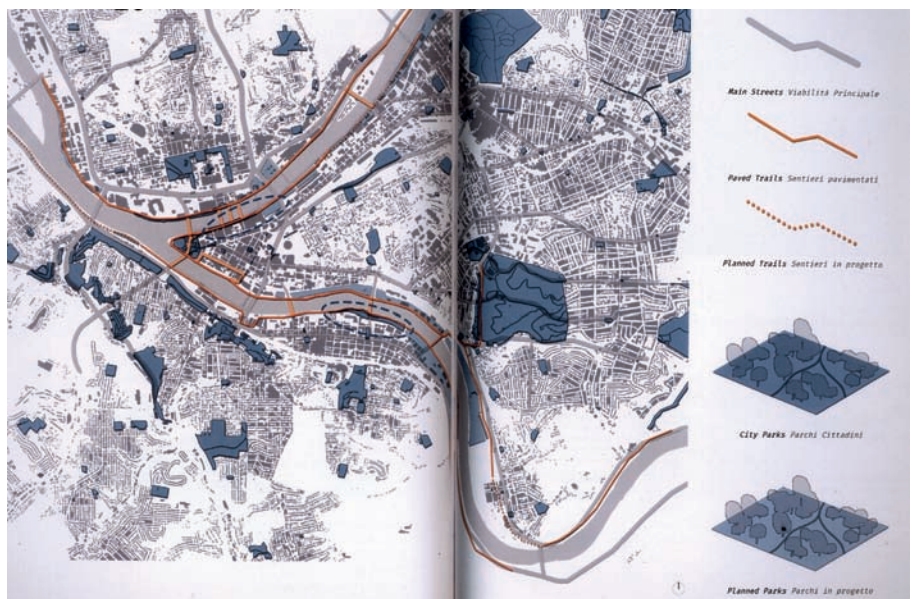 Main Streets Viabilità Principale
Paved Trails Sentieri pavimentati
Planned Trails Sentieri in progetto
City Parks Parchi Cittadini
Planned Parks Parchi in progetto
1